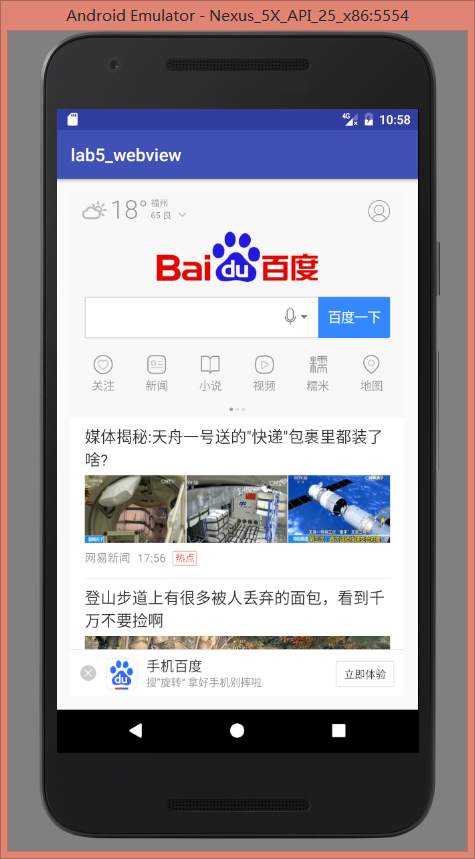 Android Emulator - Nexus_5X_API_25_x86:5554
4G
10:58
lab5_webview
18°
福州
65 良
Bai du 百度
百度一下
关注
新闻
小说
视频
糯
糯米
地图
媒体揭秘:天舟一号送的"快递"包裹里都装了
啥?
网易新闻 17:56 热点
登山步道上有很多被人丢弃的面包，看到千
万不要捡啊
du
手机百度
搜“旋转” 拿好手机别摔啦
立即体验